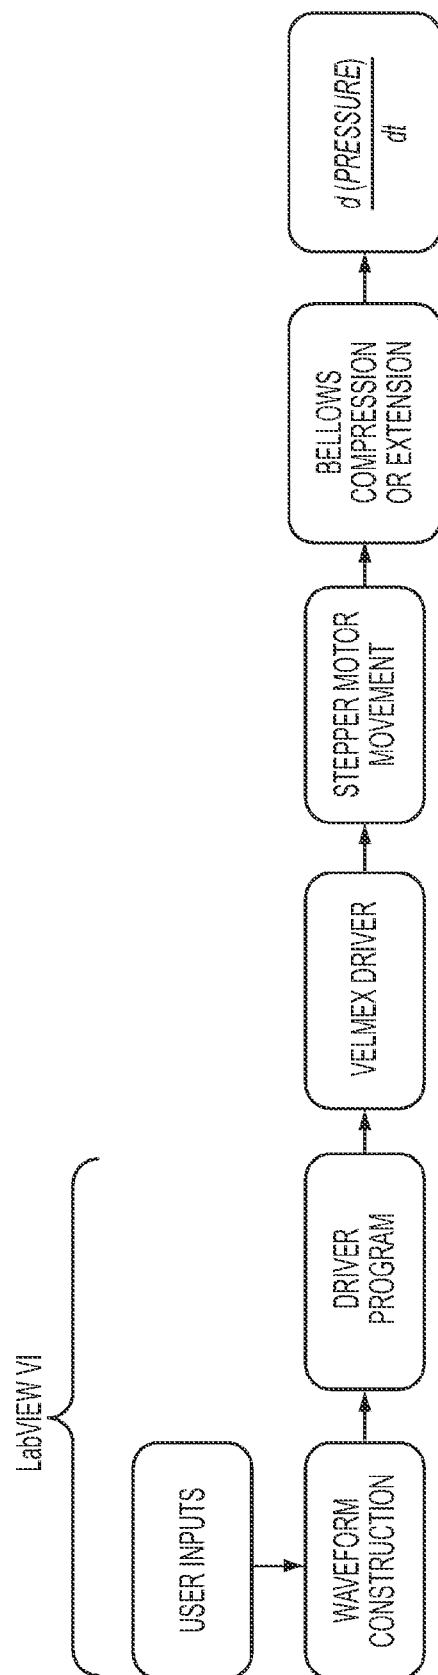 LabVIEW VI
USER INPUTS
WAVEFORM
CONSTRUCTION
DRIVER
PROGRAM
VELMEX DRIVER
STEPPER MOTOR
MOVEMENT
BELLOWS
COMPRESSION
OR EXTENSION
d (PRESSURE)
dt